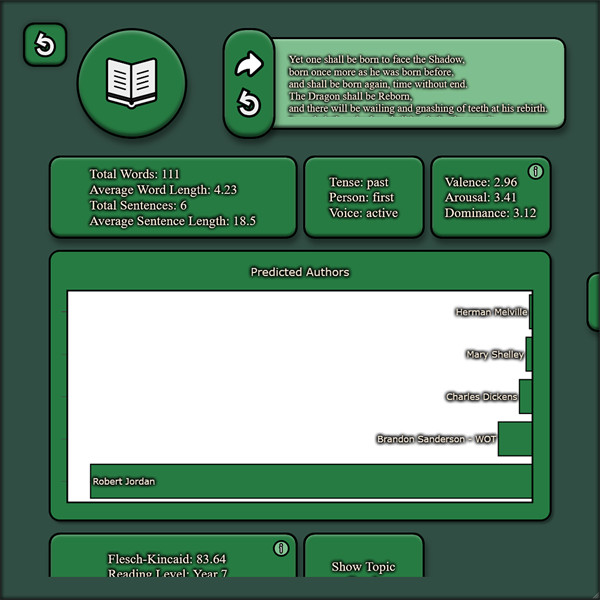 Yet one shall be born to face the Shadow,
born once more as he was born before,
and shall be born again, time without end.
The Dragon shall be Reborn,
and there will be wailing and gnashing of teeth at his rebirth.
Total Words: 111
Average Word Length: 4.23
Total Sentences: 6
Average Sentence Length: 18.5
Tense: past
Person: first
Voice: active
Valence: 2.96
Arousal: 3.41
Dominance: 3.12
Predicted Authors
Herman Melville
Mary Shelley
Charles Dickens
Brandon Sanderson - WOT
Robert Jordan
Flesch-Kincaid: 83.64
Reading Level: Year 7
Show Topic